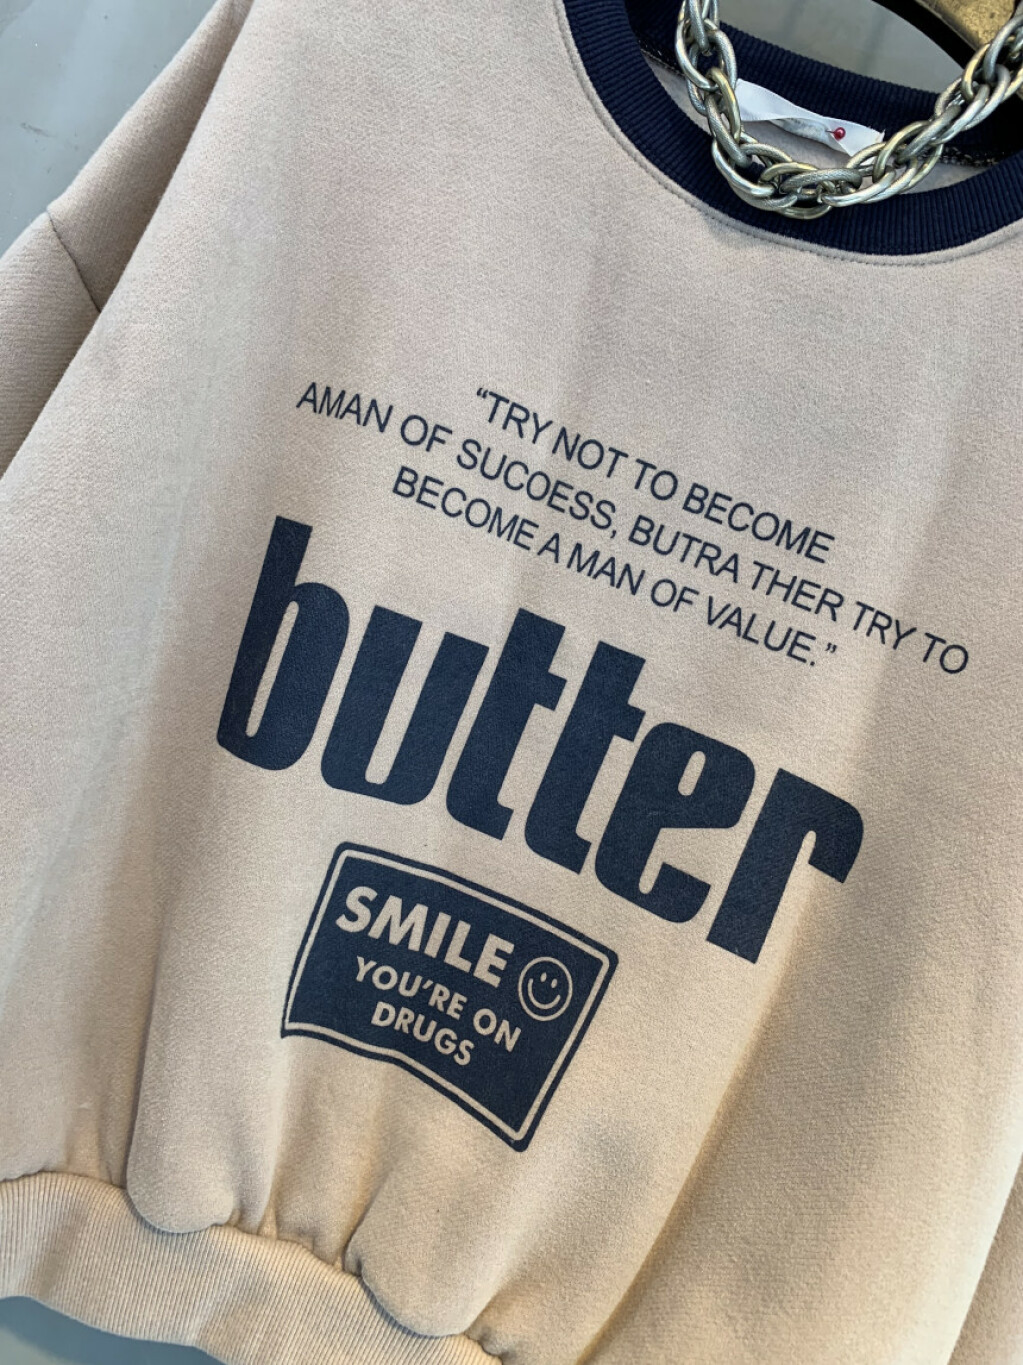 “TRY NOT TO BECOME
AMAN OF SUCOESS, BUTRA THER TRY TO
BECOME A MAN OF VALUE.”
butter
SMILE
YOU'RE ON
DRUGS